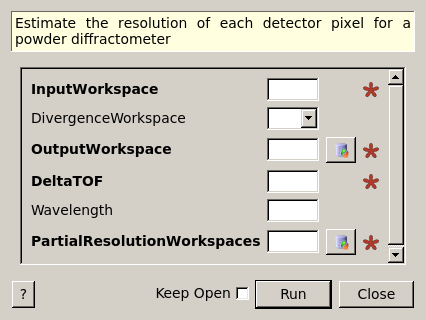 Estimate the resolution of each detector pixel for a
powder diffractometer
InputWorkspace
DivergenceWorkspace
OutputWorkspace
DeltaTOF
Wavelength
PartialResolutionWorkspaces
? Keep Open Run Close